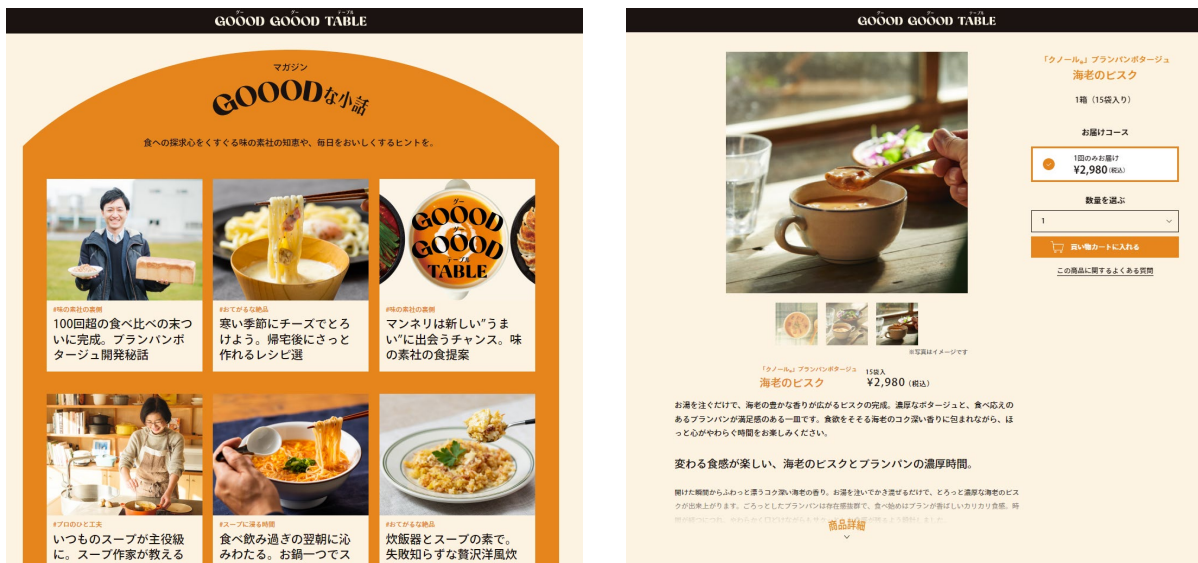 グー グー テーブル
GOOOD GOOOD TABLE
マガジン
GOOODな小話
食への探求心をくすぐる味の素社の知恵や、毎日をおいしくするヒントを。
#味の素社の裏側
100回超の食べ比べの末つ
いに完成。ブランパンポ
タージュ開発秘話
#おてがるな絶品
寒い季節にチーズでとろ
けよう。帰宅後にさっと
作れるレシピ選
グー
GOOOD
グー
GOOOD
テーブル
TABLE
#味の素社の裏側
マンネリは新しい"うま
い"に出会うチャンス。味
の素社の食提案
#プロのひと工夫
いつものスープが主役級
に。スープ作家が教える
#スープに浸る時間
食べ飲み過ぎの翌朝に沁
みわたる。お鍋一つでス
#おてがるな絶品
炊飯器とスープの素で。
失敗知らずな贅沢洋風炊
グー グー テーブル
GOOOD GOOOD TABLE
※写真はイメージです
「クノール®」ブランパンポタージュ
海老のビスク
15袋入
¥2,980(税込)
お湯を注ぐだけで、海老の豊かな香りが広がるビスクの完成。濃厚なポタージュと、食べ応えの
あるブランパンが満足感のある一皿です。食欲をそそる海老のコク深い香りに包まれながら、ほ
っと心がやわらぐ時間をお楽しみください。
変わる食感が楽しい、海老のビスクとブランパンの濃厚時間。
開けた瞬間からふわっと漂うコク深い海老の香り。お湯を注いでかき混ぜるだけで、とろっと濃厚な海老のビス
クが出来上がります。ごろっとしたブランパンは存在感抜群で、食べ始めはブランが香ばしいカリカリ食感、時
商品詳細
「クノール®」ブランパンポタージュ
海老のビスク
1箱（15袋入り）
お届けコース
1回のみお届け
¥2,980(税込)
数量を選ぶ
1
買い物カートに入れる
この商品に関するよくある質問